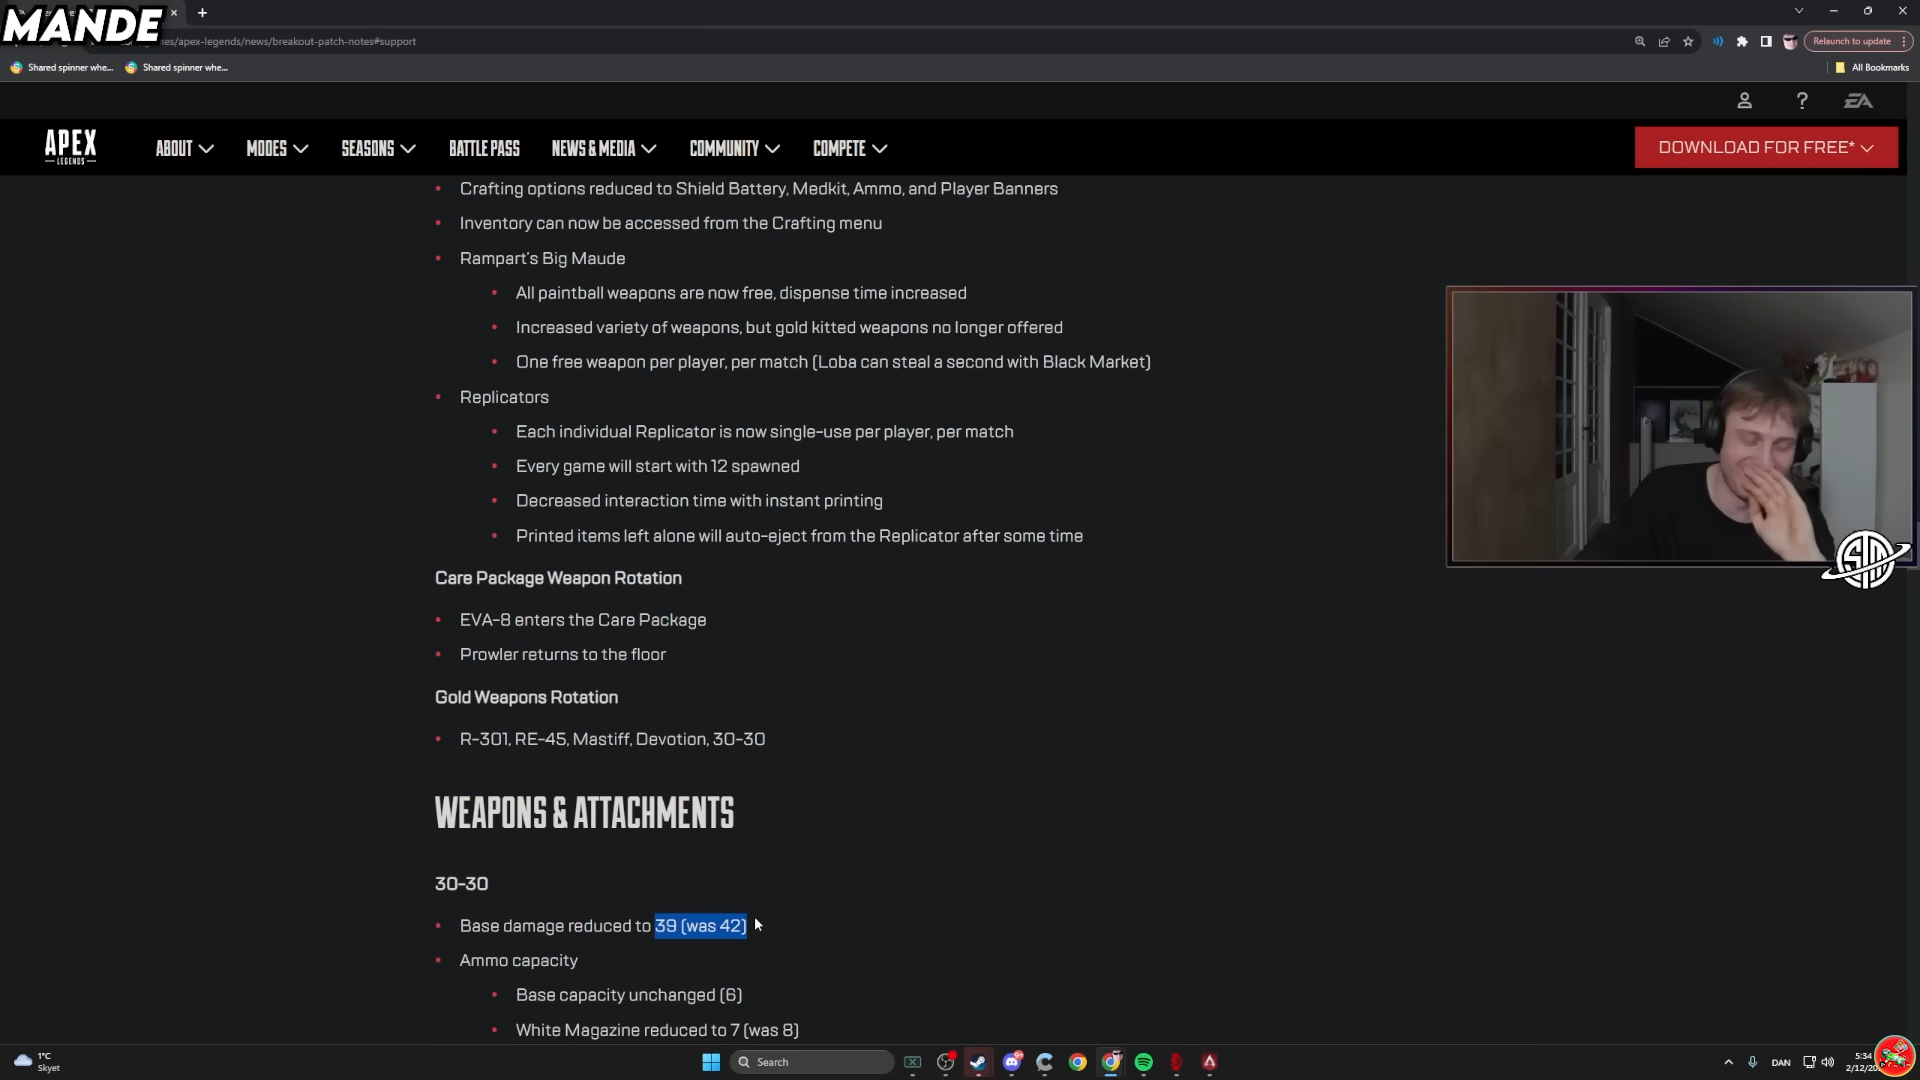 MANDE
es/apex-legends/news/breakout-patch-notes#support
Relaunch to update
Shared spinner whe...
Shared spinner whe...
All Bookmarks
EA
APEX
LEGENDS
ABOUT
MODES
SEASONS
BATTLE PASS
NEWS & MEDIA
COMMUNITY
COMPETE
DOWNLOAD FOR FREE*
• Crafting options reduced to Shield Battery, Medkit, Ammo, and Player Banners
• Inventory can now be accessed from the Crafting menu
• Rampart's Big Maude
• All paintball weapons are now free, dispense time increased
• Increased variety of weapons, but gold kitted weapons no longer offered
• One free weapon per player, per match (Loba can steal a second with Black Market)
• Replicators
• Each individual Replicator is now single-use per player, per match
• Every game will start with 12 spawned
• Decreased interaction time with instant printing
• Printed items left alone will auto-eject from the Replicator after some time
TSM
Care Package Weapon Rotation
• EVA-8 enters the Care Package
• Prowler returns to the floor
Gold Weapons Rotation
• R-301, RE-45, Mastiff, Devotion, 30-30
WEAPONS & ATTACHMENTS
30-30
• Base damage reduced to 39 (was 42)
• Ammo capacity
• Base capacity unchanged (6)
• White Magazine reduced to 7 (was 8)
1°C
Skyet
Search
DAN
5:34
2/12/20